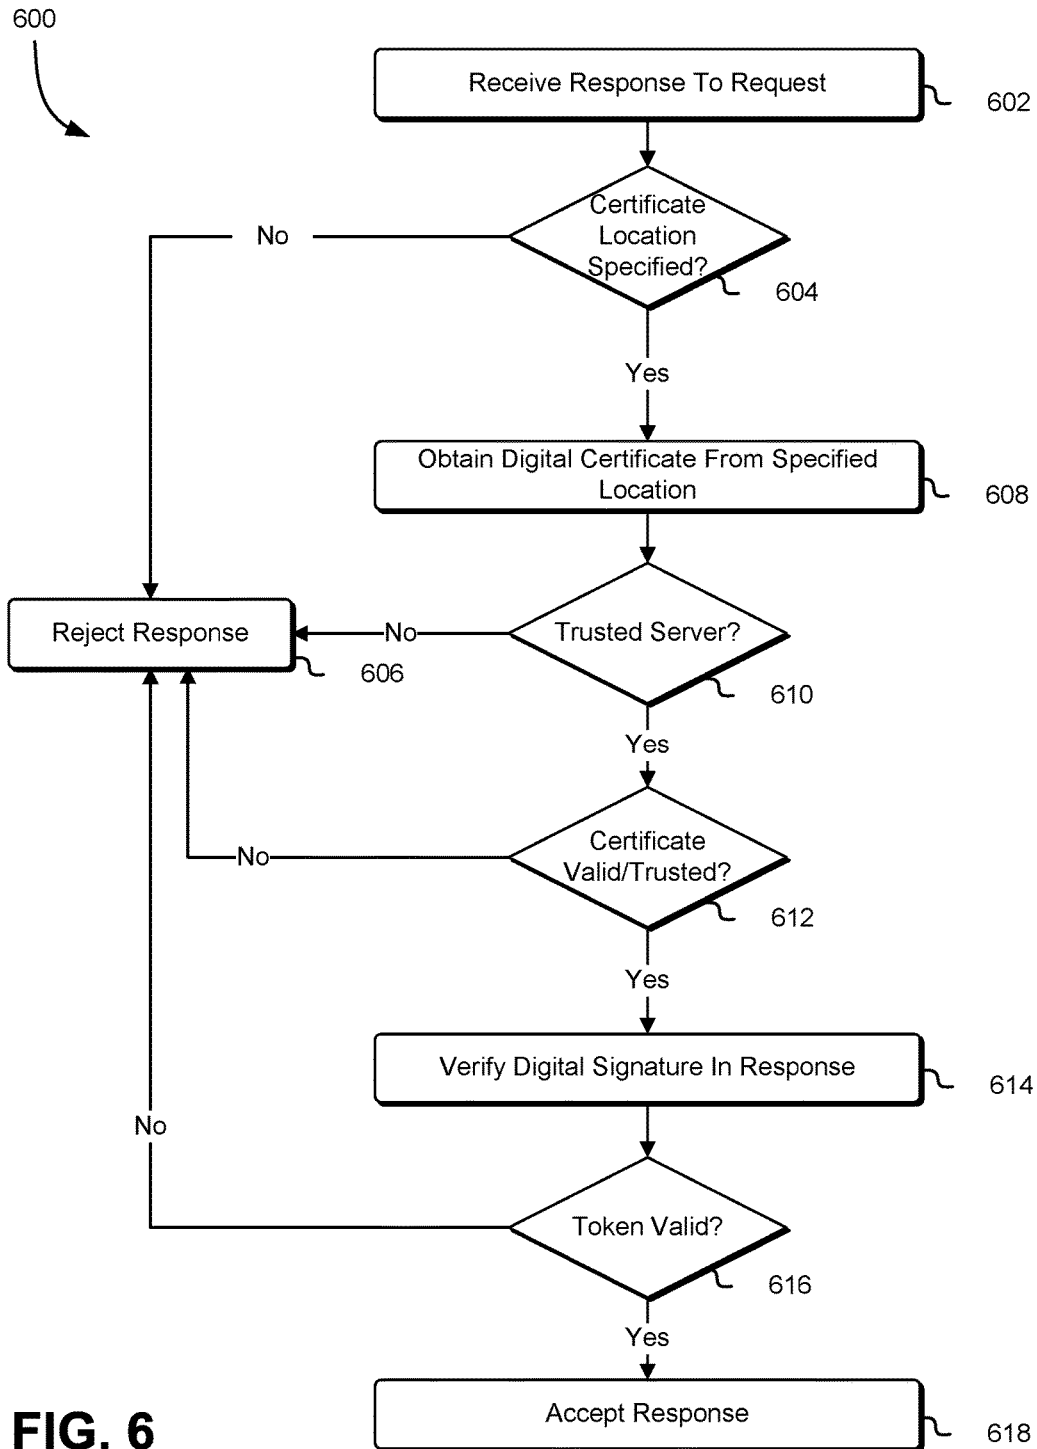 600
Receive Response To Request
602
Certificate
Location
Specified?
604
No
Yes
Obtain Digital Certificate From Specified
Location
608
Reject Response
606
No
Trusted Server?
610
Yes
Certificate
Valid/Trusted?
612
No
Yes
Verify Digital Signature In Response
614
No
Token Valid?
616
Yes
Accept Response
618
FIG. 6